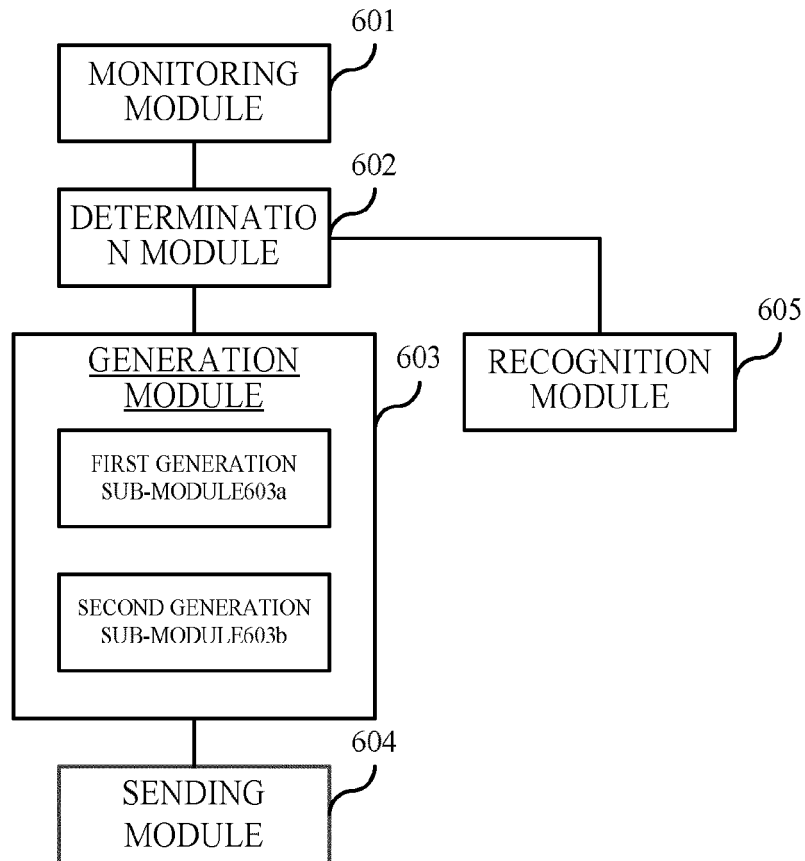 601
MONITORING
MODULE
602
DETERMINATIO
N MODULE
605
GENERATION
MODULE
603
RECOGNITION
MODULE
FIRST GENERATION
SUB-MODULE603a
SECOND GENERATION
SUB-MODULE603b
604
SENDING
MODULE